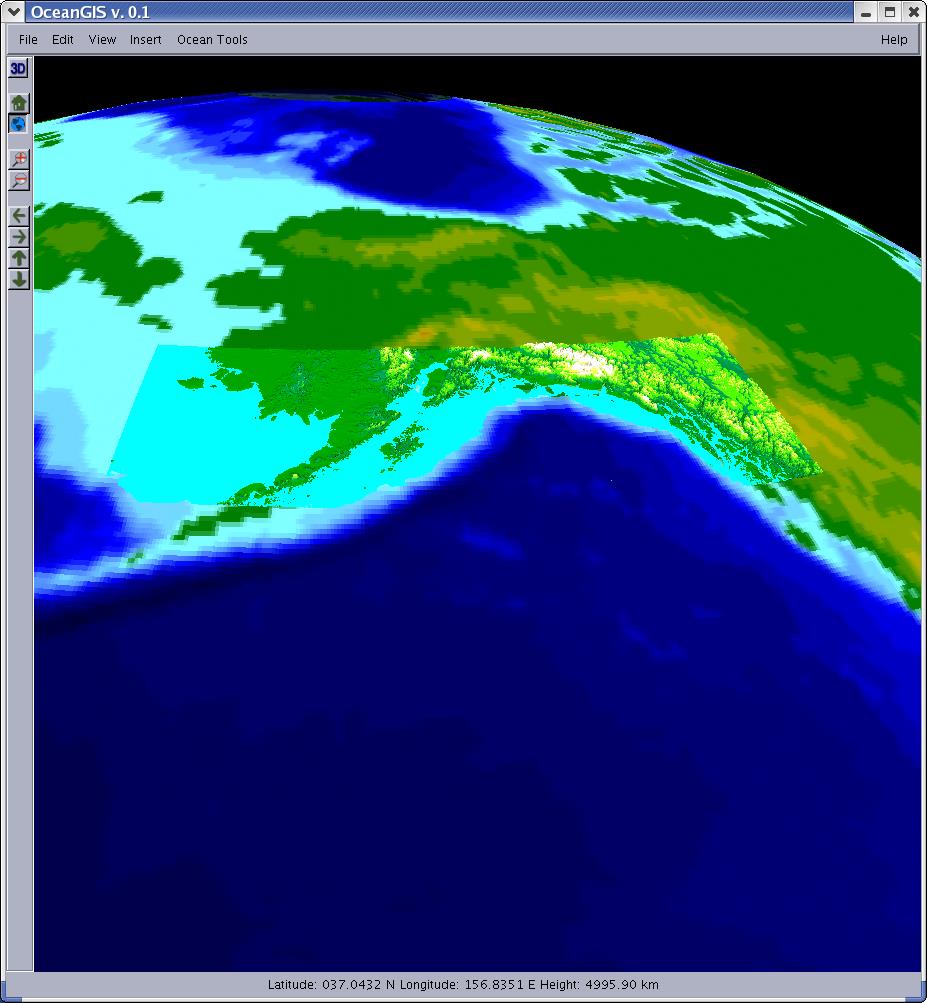 OceanGIS v. 0.1
File Edit View Insert Ocean Tools Help
3D
Latitude: 037.0432 N Longitude: 156.8351 E Height: 4995.90 km